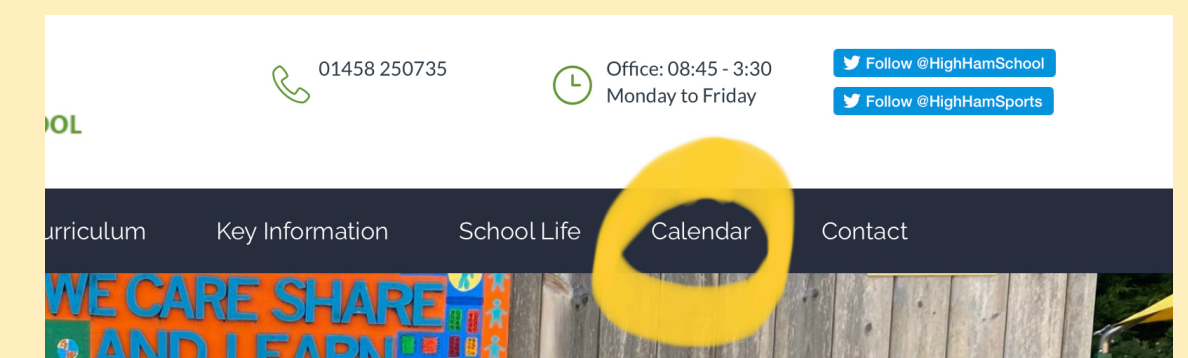 01458 250735
Office: 08:45 - 3:30
Monday to Friday
Follow @HighHamSchool
Follow @HighHamSports
OOL
urriculum
Key Information
School Life
Calendar
Contact
WE CARE SHARE
AND LEARN